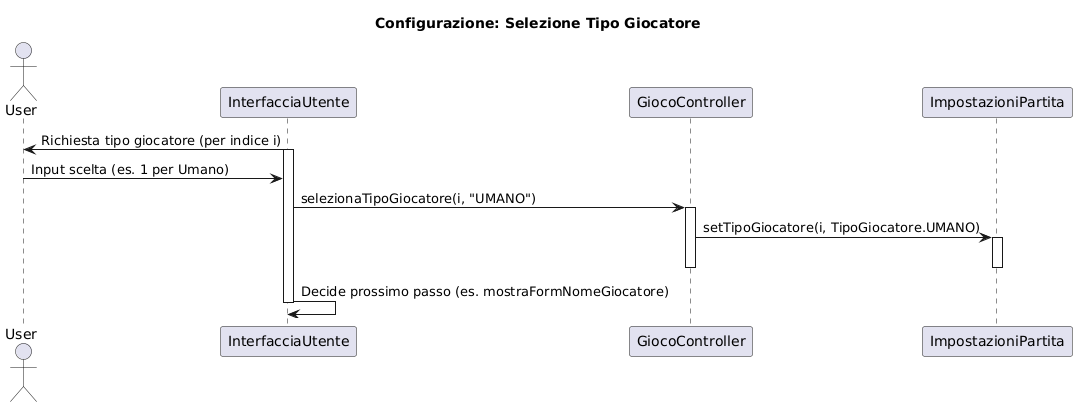 Configurazione: Selezione Tipo Giocatore
User
InterfacciaUtente
GiocoController
ImpostazioniPartita
Richiesta tipo giocatore (per indice i)
Input scelta (es. 1 per Umano)
selezionaTipoGiocatore(i, "UMANO")
setTipoGiocatore(i, TipoGiocatore.UMANO)
Decide prossimo passo (es. mostraFormNomeGiocatore)
User
InterfacciaUtente
GiocoController
ImpostazioniPartita